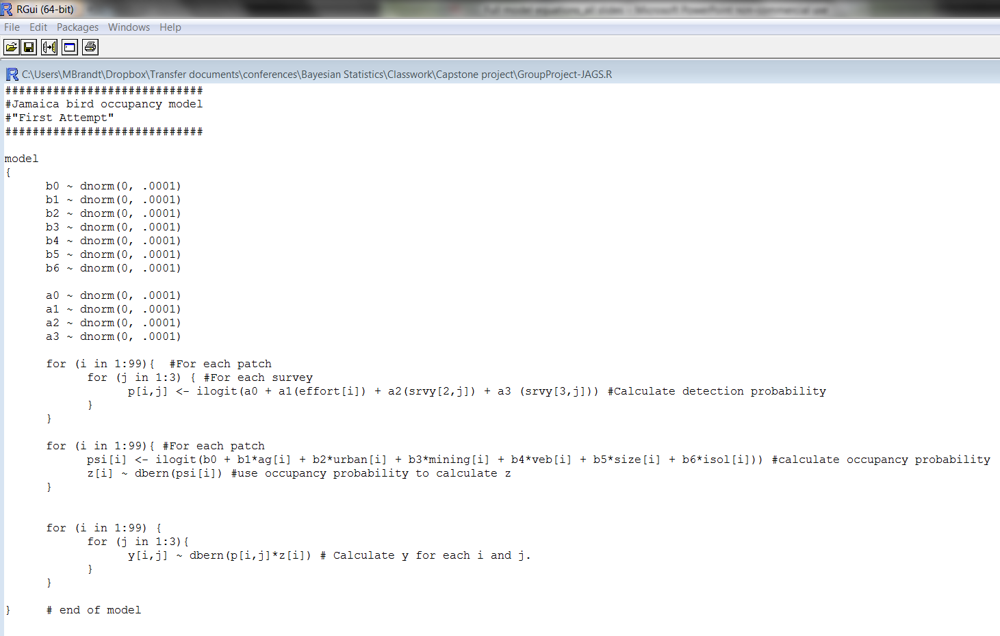 RGui (64-bit)
File Edit Packages Windows Help
C:\Users\MBrandt\Dropbox\Transfer documents\conferences\Bayesian Statistics\Classwork\Capstone project\GroupProject-JAGS.R
#############################
#Jamaica bird occupancy model
#"First Attempt"
#############################
model
{
b0 ~ dnorm(0, .0001)
b1 ~ dnorm(0, .0001)
b2 ~ dnorm(0, .0001)
b3 ~ dnorm(0, .0001)
b4 ~ dnorm(0, .0001)
b5 ~ dnorm(0, .0001)
b6 ~ dnorm(0, .0001)
a0 ~ dnorm(0, .0001)
a1 ~ dnorm(0, .0001)
a2 ~ dnorm(0, .0001)
a3 ~ dnorm(0, .0001)
for (i in 1:99){  #For each patch
for (j in 1:3) { #For each survey
p[i,j] <- ilogit(a0 + a1(effort[i]) + a2(srvy[2,j]) + a3 (srvy[3,j])) #Calculate detection probability
}
}
for (i in 1:99){ #For each patch
psi[i] <- ilogit(b0 + b1*ag[i] + b2*urban[i] + b3*mining[i] + b4*veb[i] + b5*size[i] + b6*isol[i])) #calculate occupancy probability
z[i] ~ dbern(psi[i]) #use occupancy probability to calculate z
}
for (i in 1:99) {
for (j in 1:3){
y[i,j] ~ dbern(p[i,j]*z[i]) # Calculate y for each i and j.
}
}
} # end of model